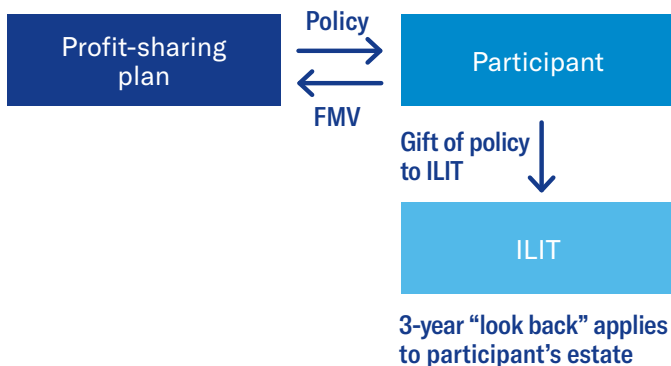 Profit-sharing
plan
Policy
FMV
Participant
Gift of policy
to ILIT
ILIT
3-year “look back” applies
to participant’s estate